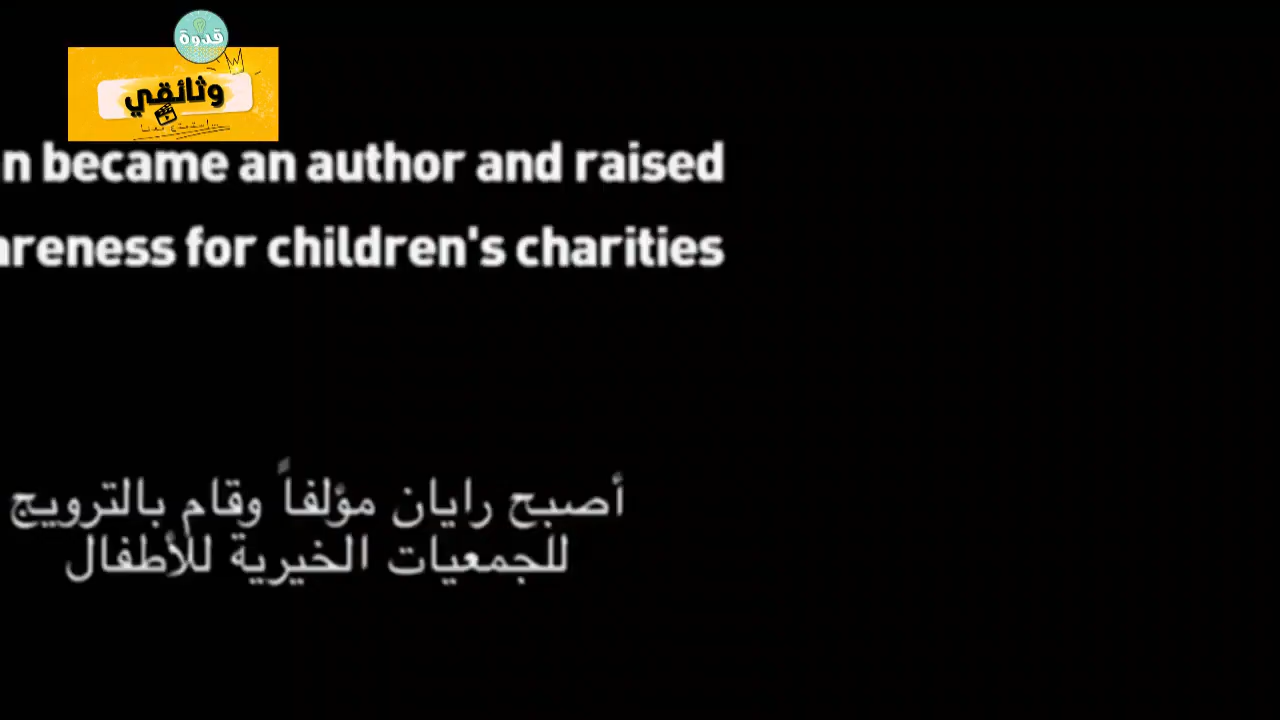 قدوة
وثائقي
n became an author and raised
areness for children's charities
أصبح رايان مؤلفاً وقام بالترويج
للجمعيات الخيرية للأطفال